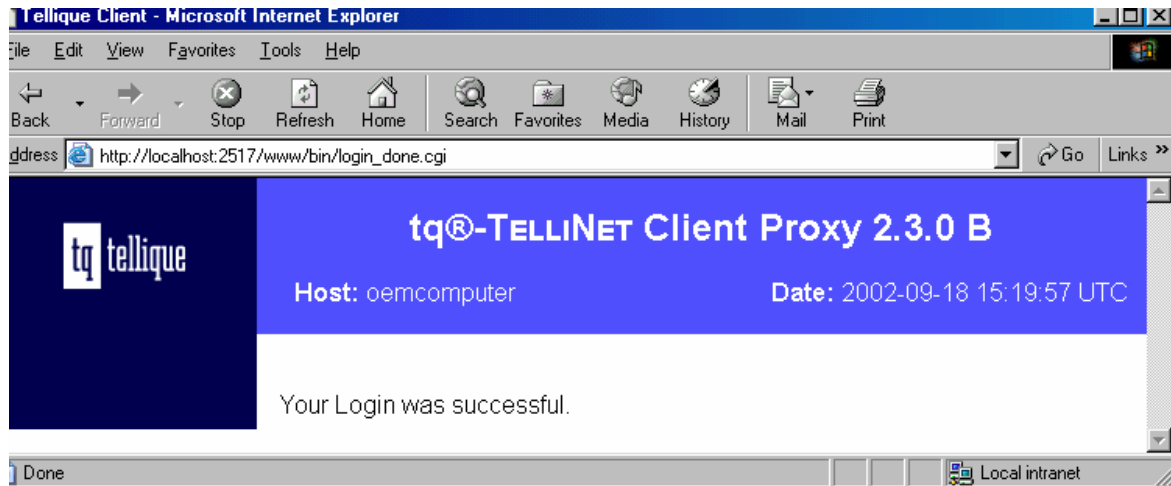 Tellique Client - Microsoft Internet Explorer
File Edit View Favorites Tools Help
Back Forward Stop Refresh Home Search Favorites Media History Mail Print
Address http://localhost:2517/www/bin/login_done.cgi Go Links »
tq tellique
tq®-TELLINET Client Proxy 2.3.0 B
Host: oemcomputer Date: 2002-09-18 15:19:57 UTC
Your Login was successful.
Done Local intranet